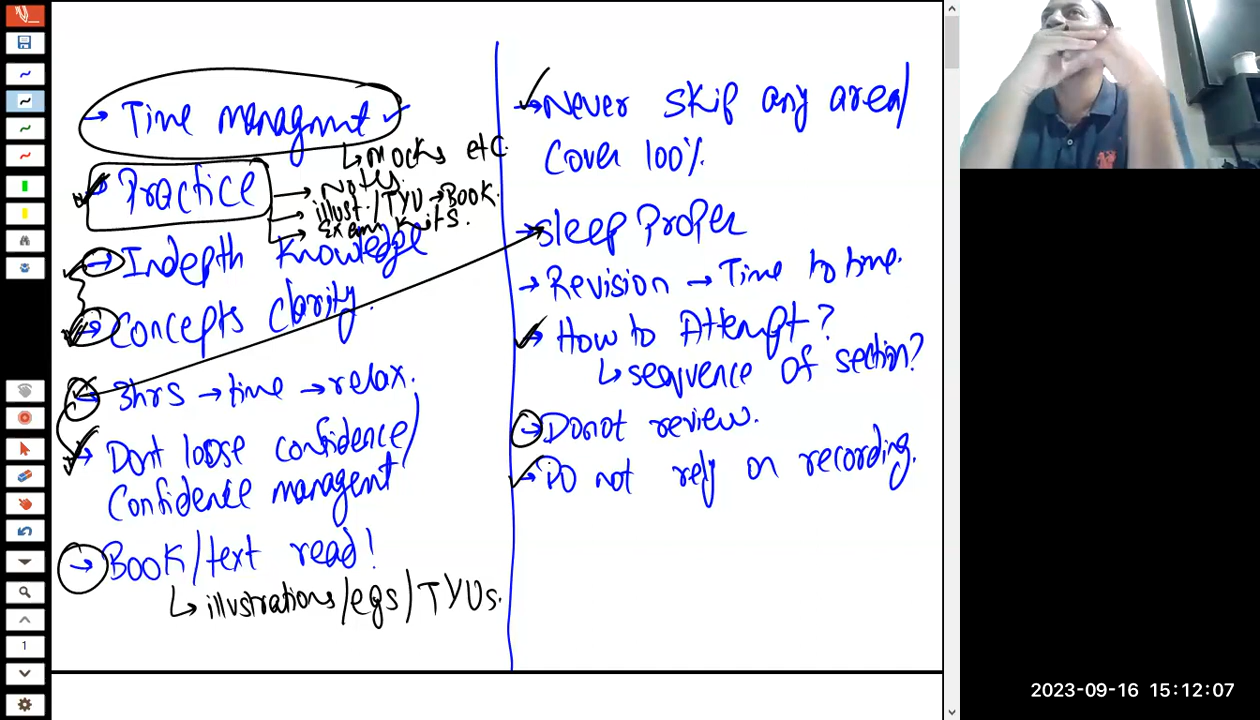 → Time managmnt ✓
↳ mocks etc.
→ Practice
→ Notes.
→ illust./TYU → BOOK.
→ Exam kits.
→ Indepth knowledge
→ Concepts clarity.
→ 3hrs → time → relax.
→ Dont loose confidence/
Confidence managent
→ Book/text read!
↳ illustrations/egs/TYUs.
→ Never skip any area/
Cover 100%.
→ sleep Proper
→ Revision → Time to time.
→ How to Attempt?
↳ sequence of section?
→ Donot review.
→ Do not rely on recording.
1
2023-09-16 15:12:07